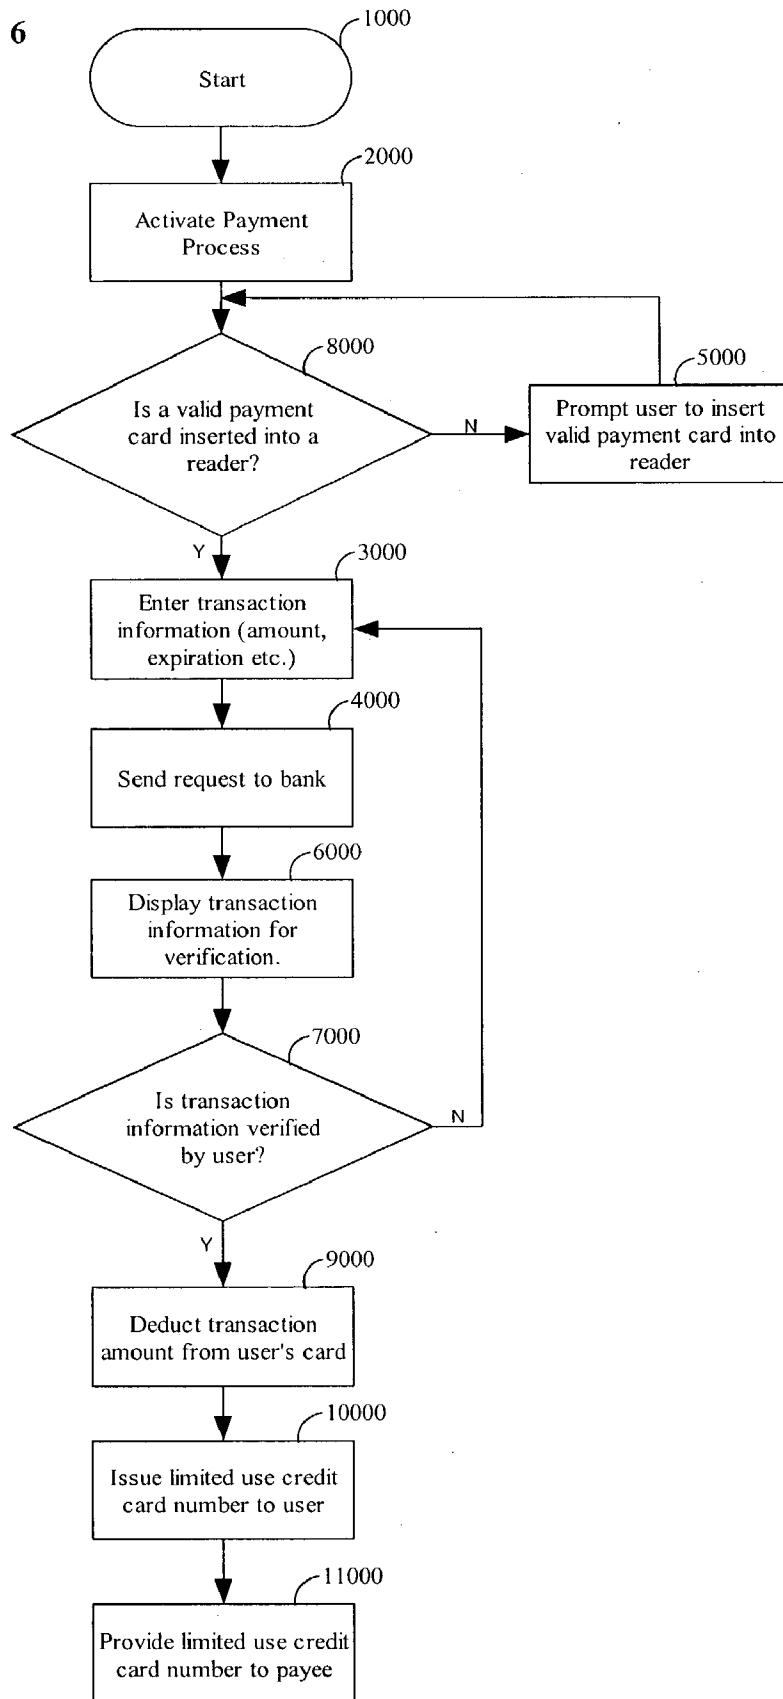 6
1000
Start
2000
Activate Payment
Process
8000
Is a valid payment
card inserted into a
reader?
N
5000
Prompt user to insert
valid payment card into
reader
Y
3000
Enter transaction
information (amount,
expiration etc.)
4000
Send request to bank
6000
Display transaction
information for
verification.
7000
Is transaction
information verified
by user?
N
Y
9000
Deduct transaction
amount from user's card
10000
Issue limited use credit
card number to user
11000
Provide limited use credit
card number to payee